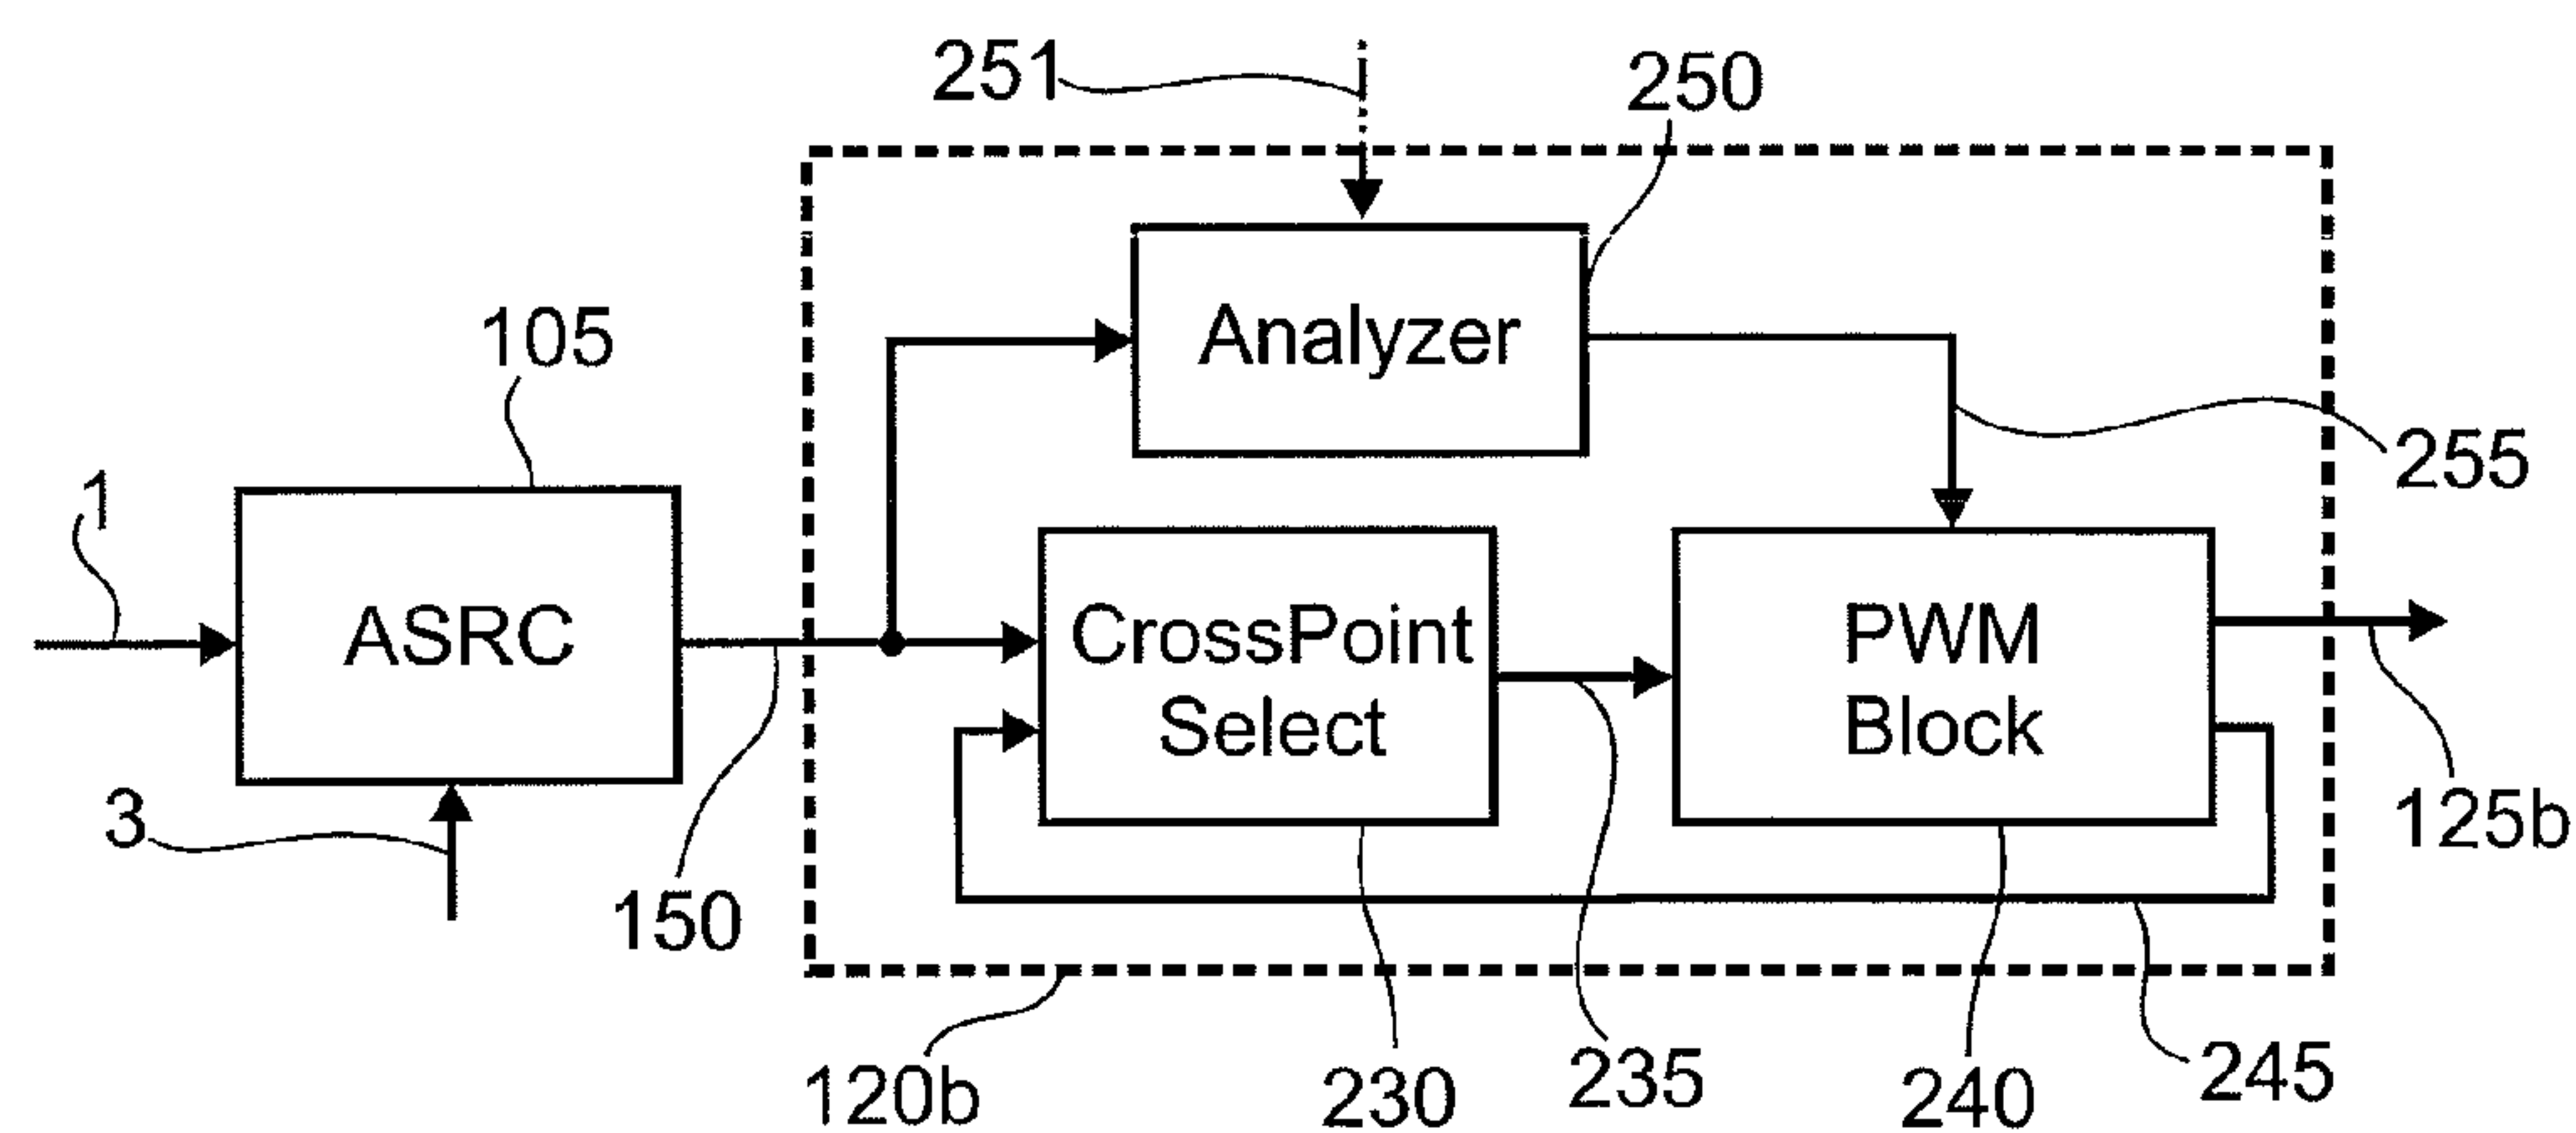 251
250
Analyzer
105
255
1
ASRC
CrossPoint
Select
PWM
Block
3
125b
150
120b
230
235
240
245